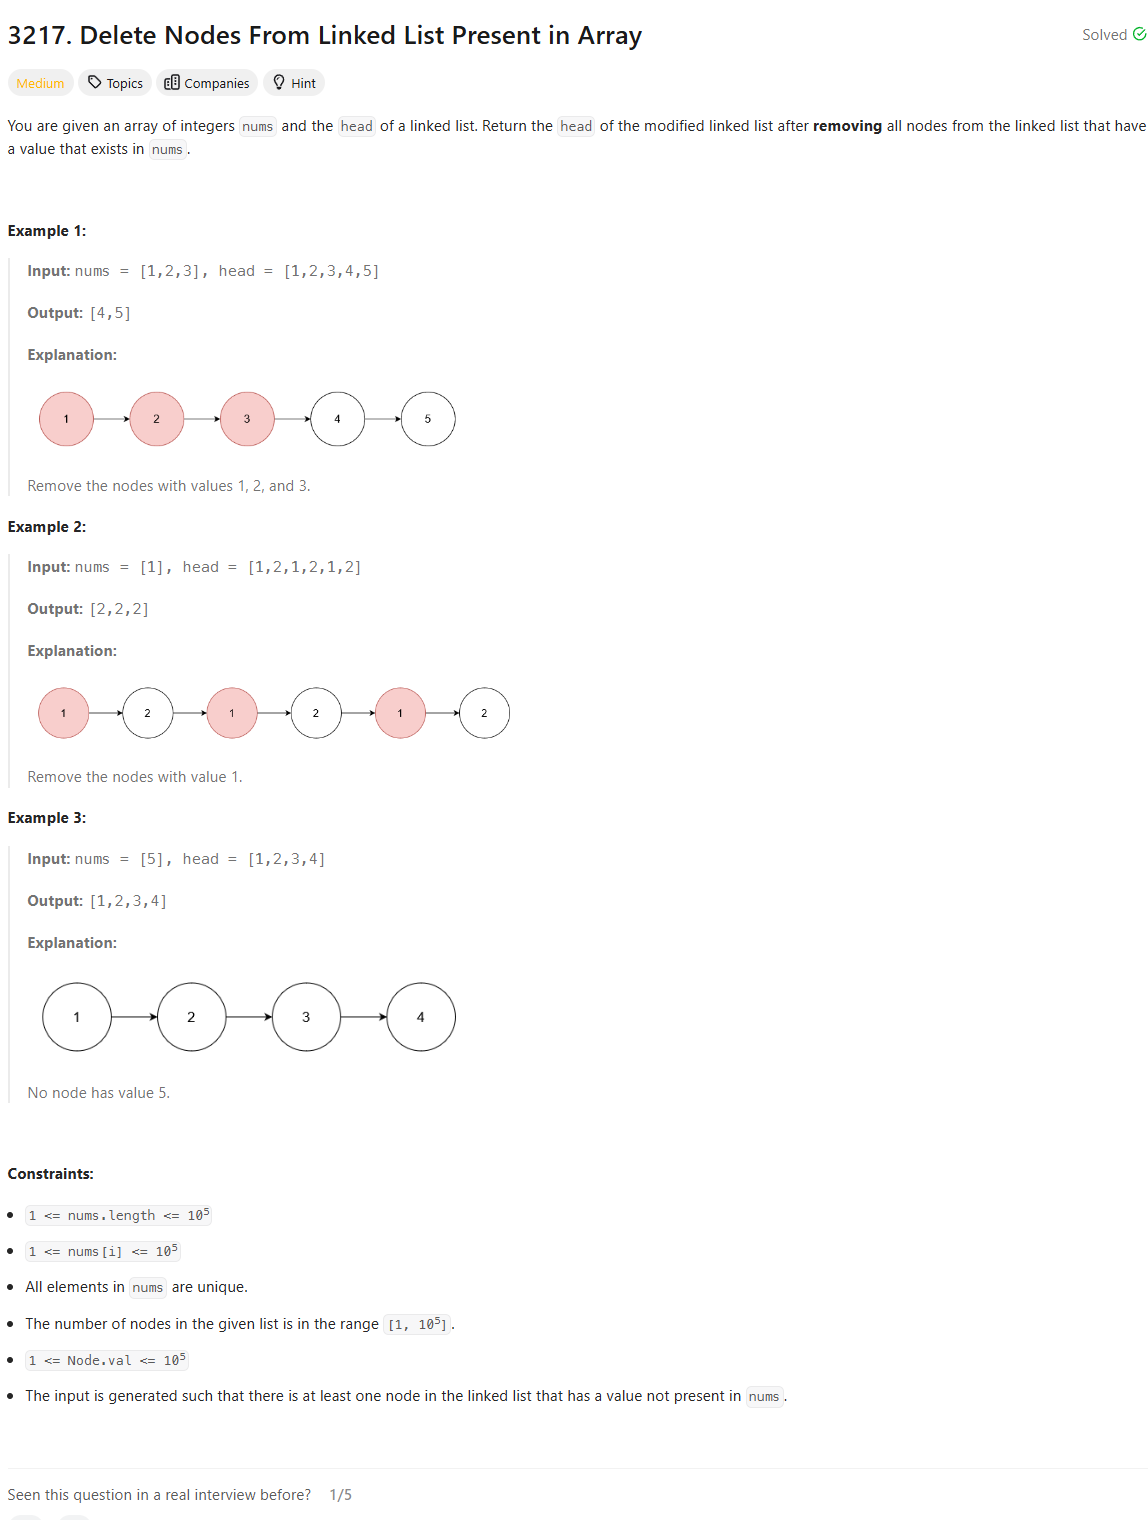 3217. Delete Nodes From Linked List Present in Array
Solved
Medium Topics Companies Hint
You are given an array of integers nums and the head of a linked list. Return the head of the modified linked list after removing all nodes from the linked list that have
a value that exists in nums.
Example 1:
Input: nums = [1,2,3], head = [1,2,3,4,5]
Output: [4,5]
Explanation:
1 2 3 4 5
Remove the nodes with values 1, 2, and 3.
Example 2:
Input: nums = [1], head = [1,2,1,2,1,2]
Output: [2,2,2]
Explanation:
1 2 1 2 1 2
Remove the nodes with value 1.
Example 3:
Input: nums = [5], head = [1,2,3,4]
Output: [1,2,3,4]
Explanation:
1 2 3 4
No node has value 5.
Constraints:
1 <= nums.length <= 10⁵
1 <= nums[i] <= 10⁵
All elements in nums are unique.
The number of nodes in the given list is in the range [1, 10⁵].
1 <= Node.val <= 10⁵
The input is generated such that there is at least one node in the linked list that has a value not present in nums.
Seen this question in a real interview before? 1/5